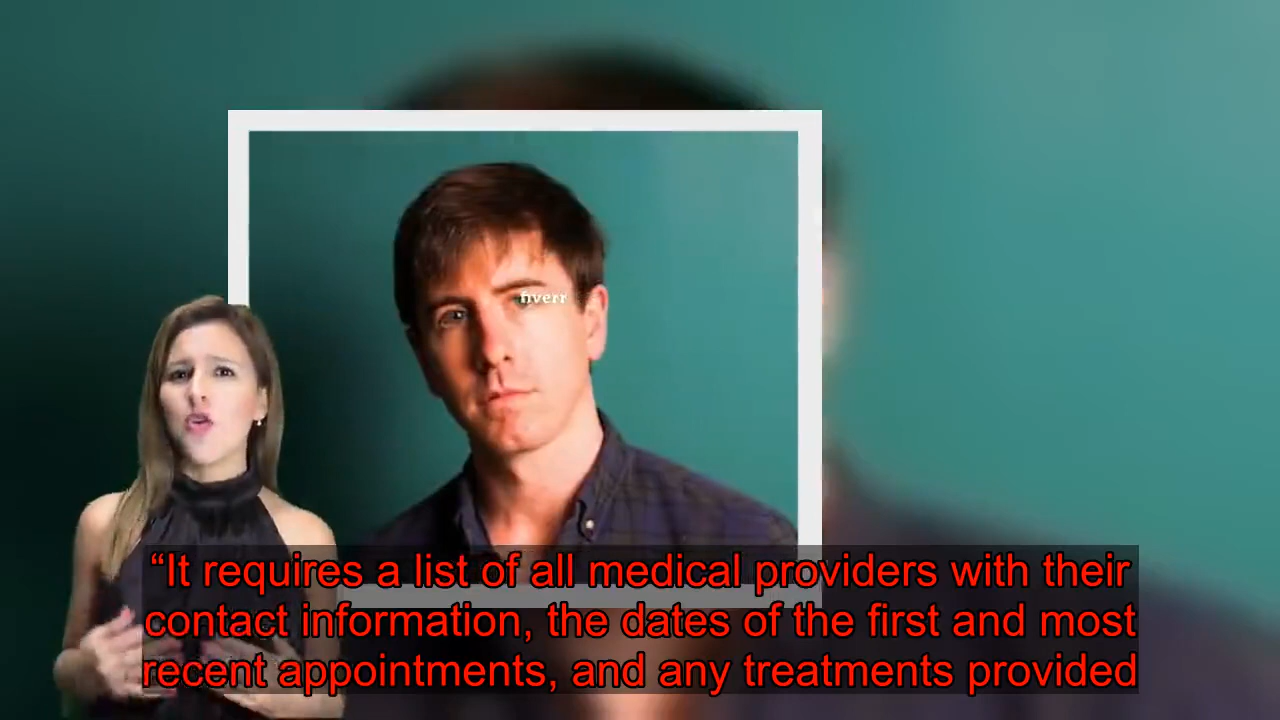 fiverr
“It requires a list of all medical providers with their
contact information, the dates of the first and most
recent appointments, and any treatments provided